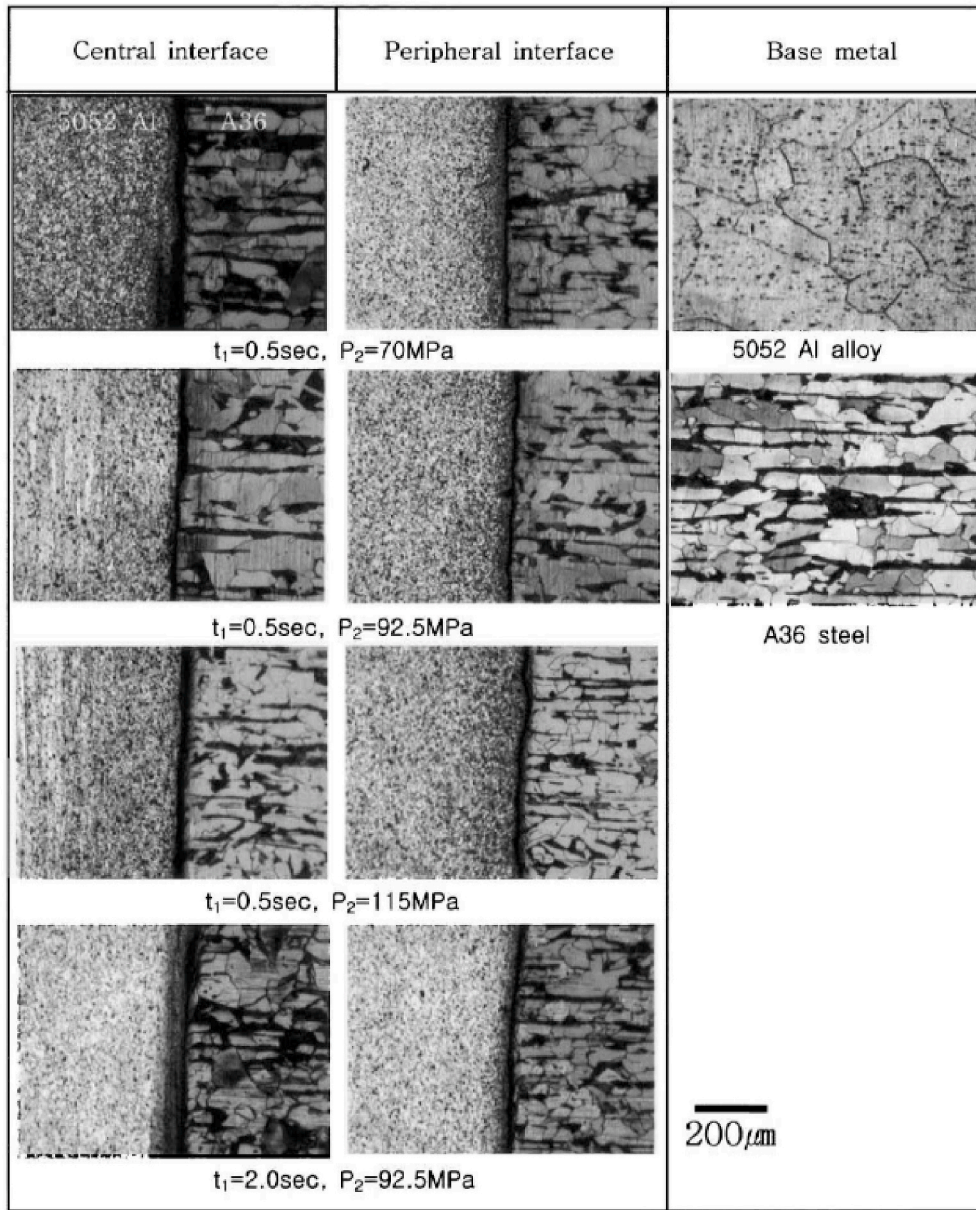 Central interface
Peripheral interface
Base metal
5052 Al A36
t₁=0.5sec, P₂=70MPa
5052 Al alloy
t₁=0.5sec, P₂=92.5MPa
A36 steel
t₁=0.5sec, P₂=115MPa
t₁=2.0sec, P₂=92.5MPa
200μm